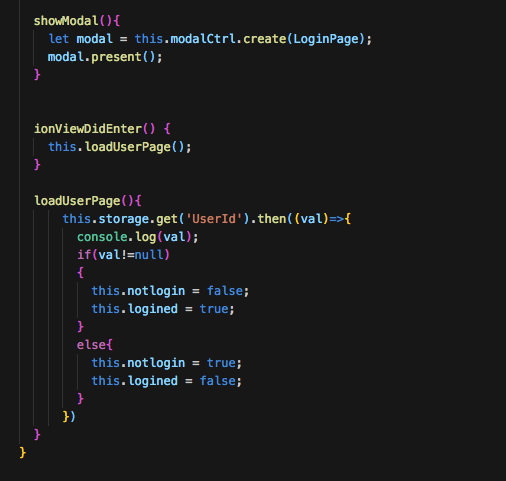 showModal(){
let modal = this.modalCtrl.create(LoginPage);
modal.present();
}
ionViewDidEnter() {
this.loadUserPage();
}
loadUserPage(){
this.storage.get('UserId').then((val)=>{
console.log(val);
if(val!=null)
{
this.notlogin = false;
this.logined = true;
}
else{
this.notlogin = true;
this.logined = false;
}
})
}
}